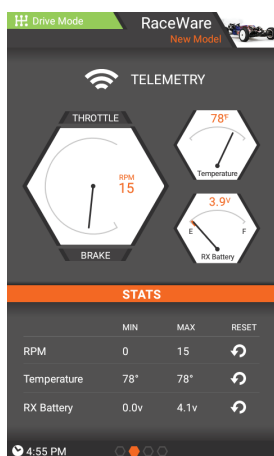 Drive Mode
RaceWare
New Model
TELEMETRY
THROTTLE
RPM
15
BRAKE
78°F
Temperature
3.9V
E F
RX Battery
STATS
MIN MAX RESET
RPM 0 15
Temperature 78° 78°
RX Battery 0.0v 4.1v
4:55 PM